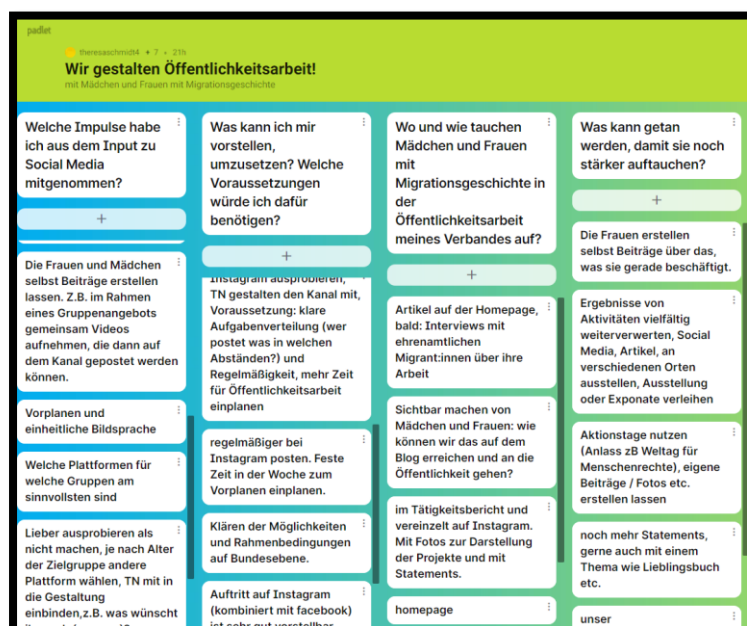 padlet
theresaschmidt4 + 7 • 21h
Wir gestalten Öffentlichkeitsarbeit!
mit Mädchen und Frauen mit Migrationsgeschichte
Welche Impulse habe
ich aus dem Input zu
Social Media
mitgenommen?
+
Die Frauen und Mädchen
selbst Beiträge erstellen
lassen. Z.B. im Rahmen
eines Gruppenangebots
gemeinsam Videos
aufnehmen, die dann auf
dem Kanal gepostet werden
können.
Vorplanen und
einheitliche Bildsprache
Welche Plattformen für
welche Gruppen am
sinnvollsten sind
Lieber ausprobieren als
nicht machen, je nach Alter
der Zielgruppe andere
Plattform wählen, TN mit in
die Gestaltung
einbinden,z.B. was wünscht
Was kann ich mir
vorstellen,
umzusetzen? Welche
Voraussetzungen
würde ich dafür
benötigen?
+
Instagram ausprobieren,
TN gestalten den Kanal mit,
Voraussetzung: klare
Aufgabenverteilung (wer
postet was in welchen
Abständen?) und
Regelmäßigkeit, mehr Zeit
für Öffentlichkeitsarbeit
einplanen
regelmäßiger bei
Instagram posten. Feste
Zeit in der Woche zum
Vorplanen einplanen.
Klären der Möglichkeiten
und Rahmenbedingungen
auf Bundesebene.
Auftritt auf Instagram
(kombiniert mit facebook)
ist sehr gut vorstellbar
Wo und wie tauchen
Mädchen und Frauen
mit
Migrationsgeschichte in
der
Öffentlichkeitsarbeit
meines Verbandes auf?
+
Artikel auf der Homepage,
bald: Interviews mit
ehrenamtlichen
Migrant:innen über ihre
Arbeit
Sichtbar machen von
Mädchen und Frauen: wie
können wir das auf dem
Blog erreichen und an die
Öffentlichkeit gehen?
im Tätigkeitsbericht und
vereinzelt auf Instagram.
Mit Fotos zur Darstellung
der Projekte und mit
Statements.
homepage
Was kann getan
werden, damit sie noch
stärker auftauchen?
+
Die Frauen erstellen
selbst Beiträge über das,
was sie gerade beschäftigt.
Ergebnisse von
Aktivitäten vielfältig
weiterverwerten, Social
Media, Artikel, an
verschiedenen Orten
ausstellen, Ausstellung
oder Exponate verleihen
Aktionstage nutzen
(Anlass zB Weltag für
Menschenrechte), eigene
Beiträge / Fotos etc.
erstellen lassen
noch mehr Statements,
gerne auch mit einem
Thema wie Lieblingsbuch
etc.
unser